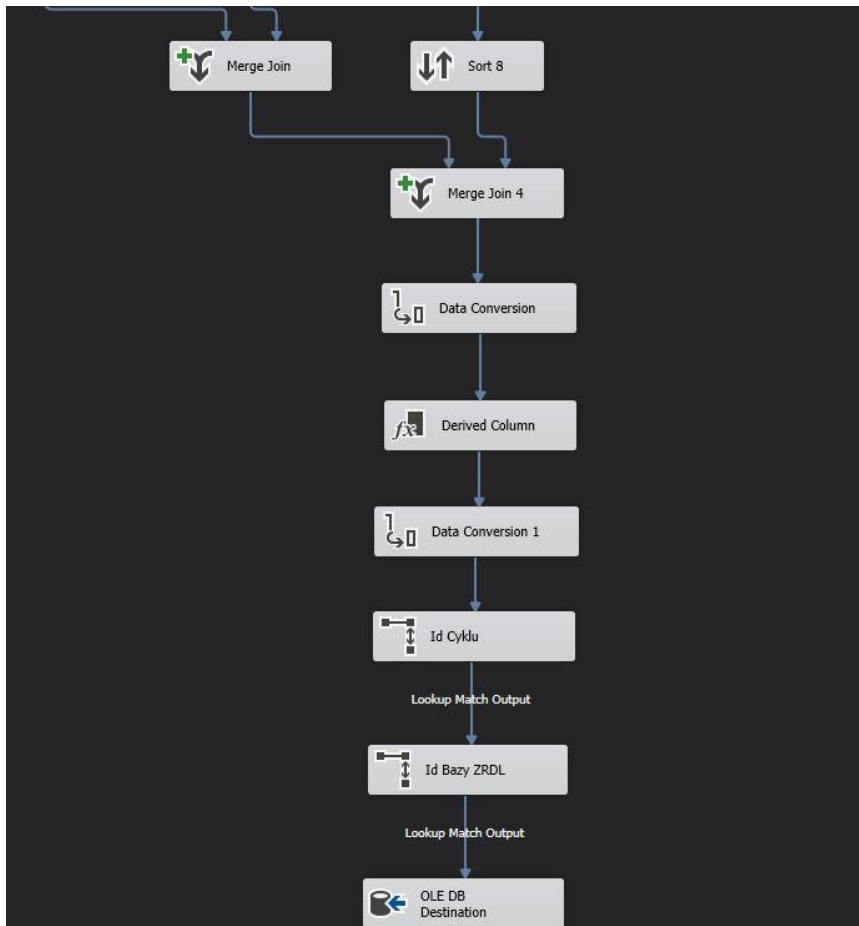 Merge Join
Sort 8
Merge Join 4
Data Conversion
Derived Column
Data Conversion 1
Id Cyklu
Lookup Match Output
Id Bazy ZRDL
Lookup Match Output
OLE DB
Destination